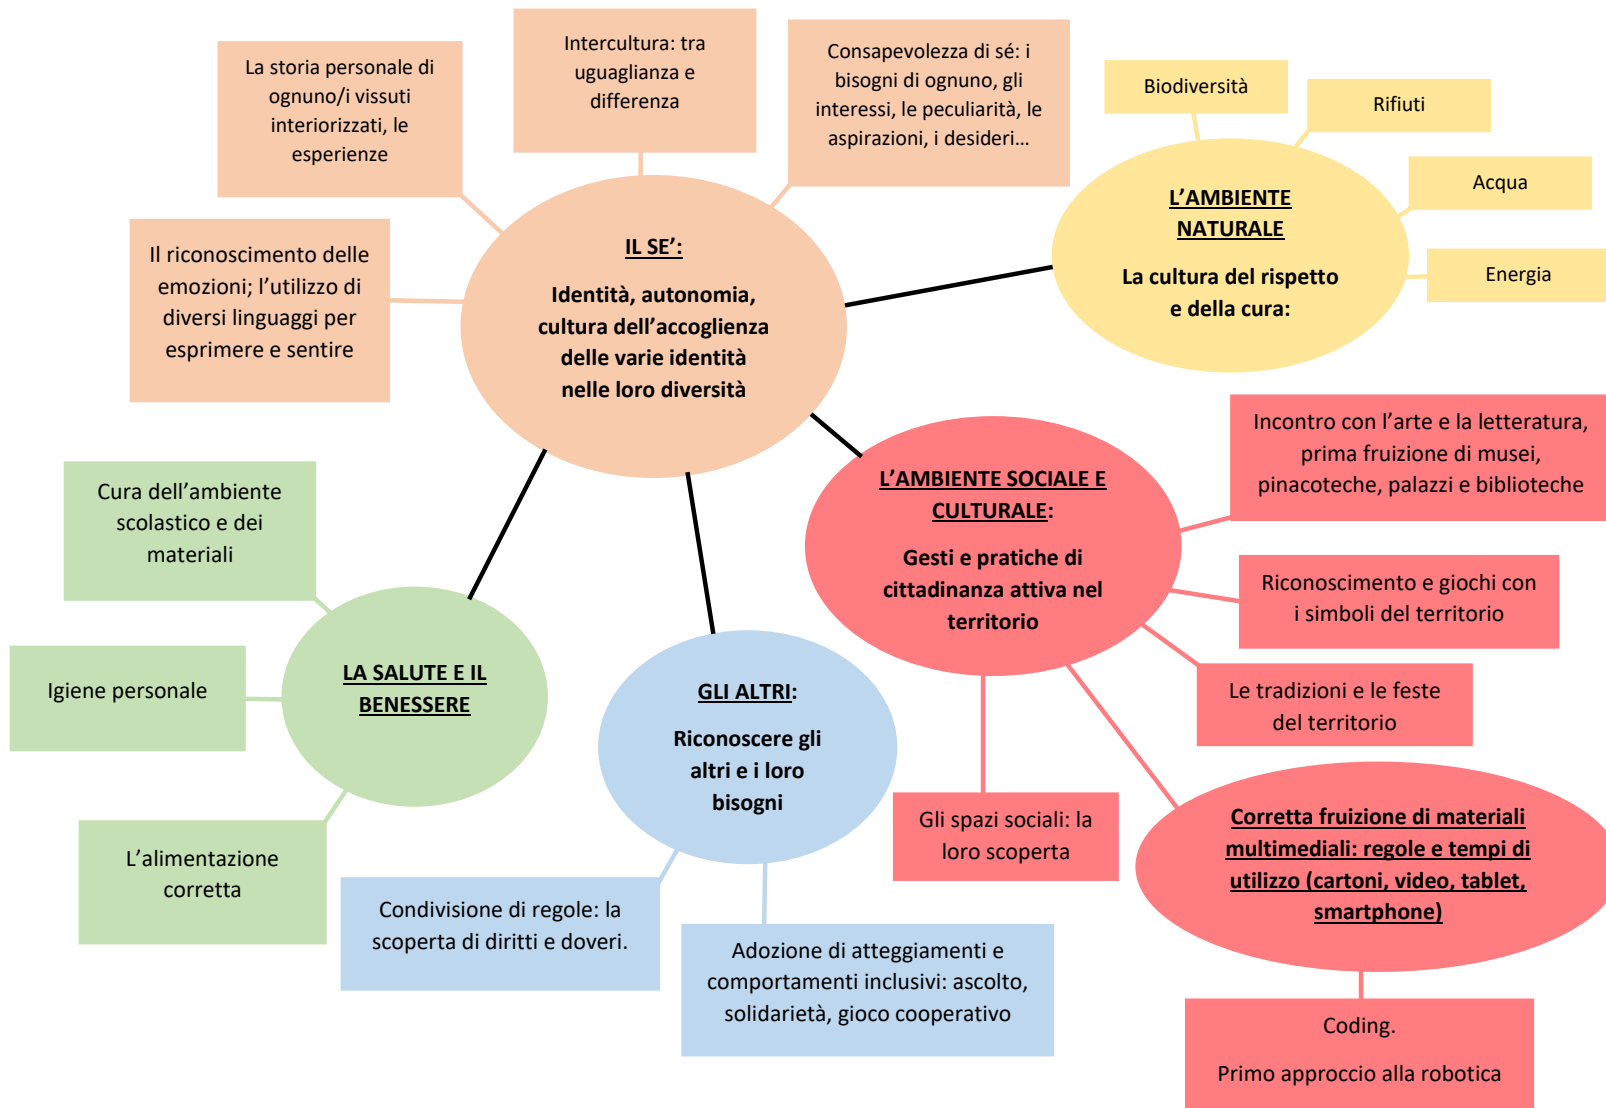 La storia personale di
ognuno/i vissuti
interiorizzati, le
esperienze
Intercultura: tra
uguaglianza e
differenza
Consapevolezza di sé: i
bisogni di ognuno, gli
interessi, le peculiarità, le
aspirazioni, i desideri…
Biodiversità
Rifiuti
Acqua
Energia
L’AMBIENTE
NATURALE
La cultura del rispetto
e della cura:
Il riconoscimento delle
emozioni; l’utilizzo di
diversi linguaggi per
esprimere e sentire
IL SE’:
Identità, autonomia,
cultura dell’accoglienza
delle varie identità
nelle loro diversità
Incontro con l’arte e la letteratura,
prima fruizione di musei,
pinacoteche, palazzi e biblioteche
L’AMBIENTE SOCIALE E
CULTURALE:
Gesti e pratiche di
cittadinanza attiva nel
territorio
Riconoscimento e giochi con
i simboli del territorio
Le tradizioni e le feste
del territorio
Cura dell’ambiente
scolastico e dei
materiali
Igiene personale
LA SALUTE E IL
BENESSERE
L’alimentazione
corretta
GLI ALTRI:
Riconoscere gli
altri e i loro
bisogni
Gli spazi sociali: la
loro scoperta
Corretta fruizione di materiali
multimediali: regole e tempi di
utilizzo (cartoni, video, tablet,
smartphone)
Condivisione di regole: la
scoperta di diritti e doveri.
Adozione di atteggiamenti e
comportamenti inclusivi: ascolto,
solidarietà, gioco cooperativo
Coding.
Primo approccio alla robotica